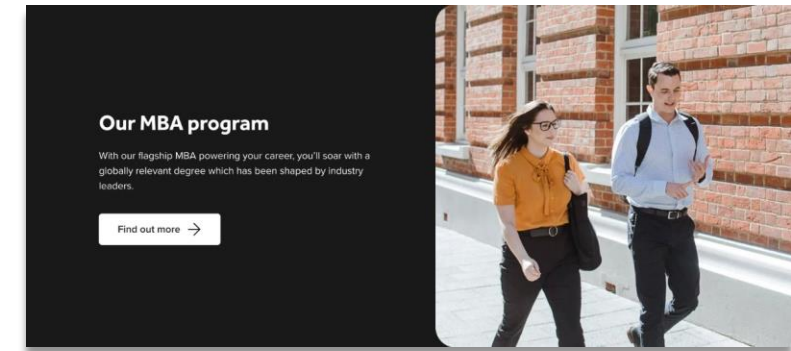 Our MBA program
With our flagship MBA powering your career, you'll soar with a
globally relevant degree which has been shaped by industry
leaders.
Find out more →